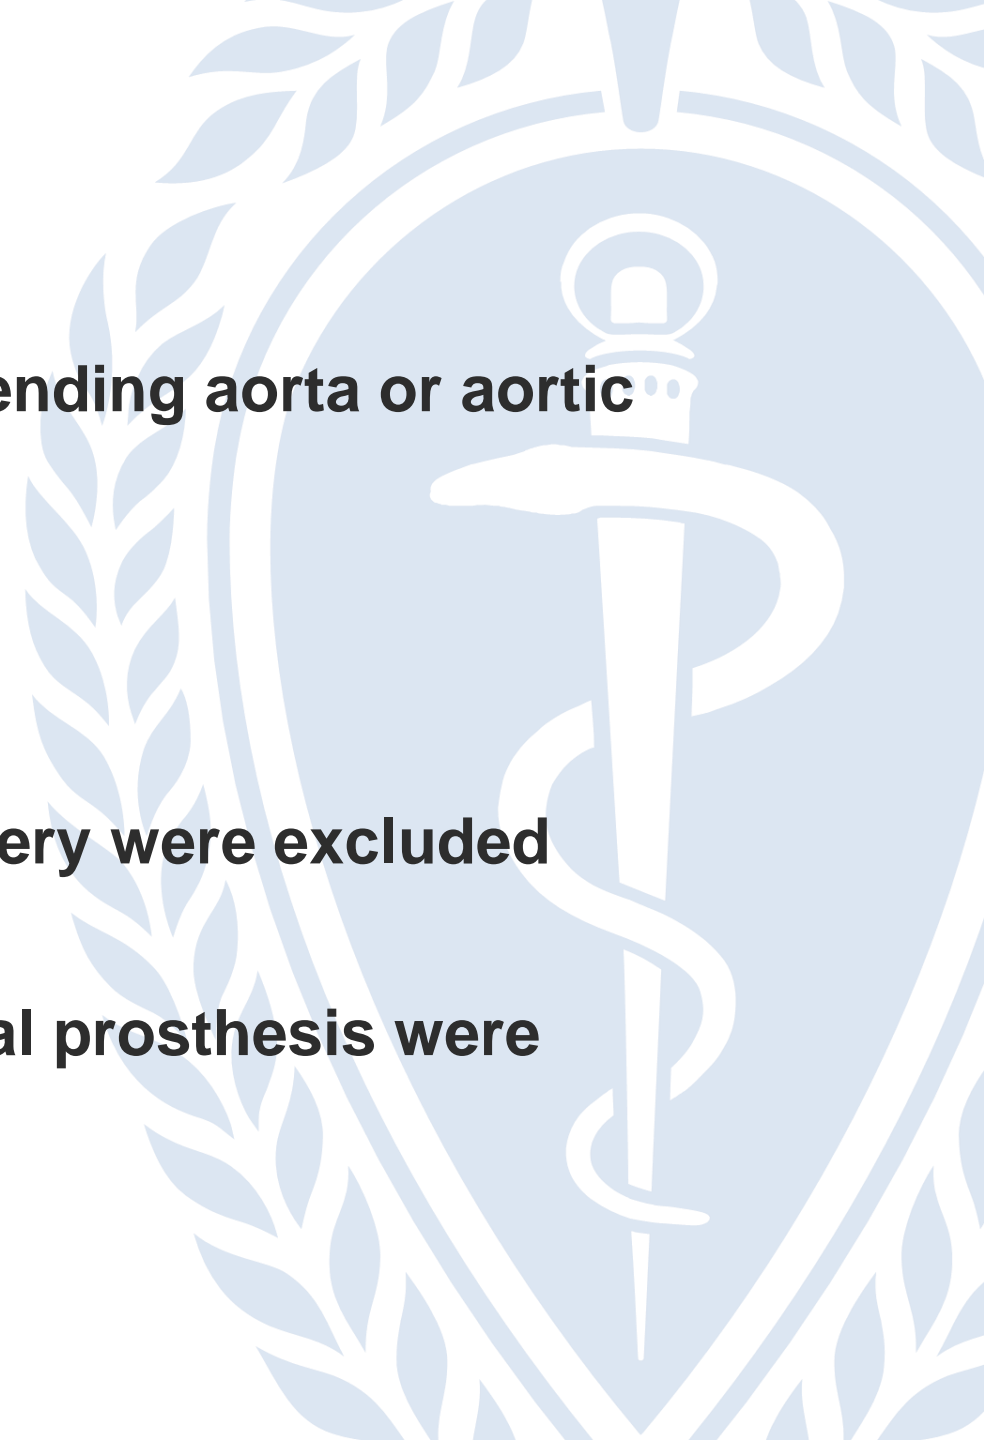 ending aorta or aortic
ery were excluded
al prosthesis were